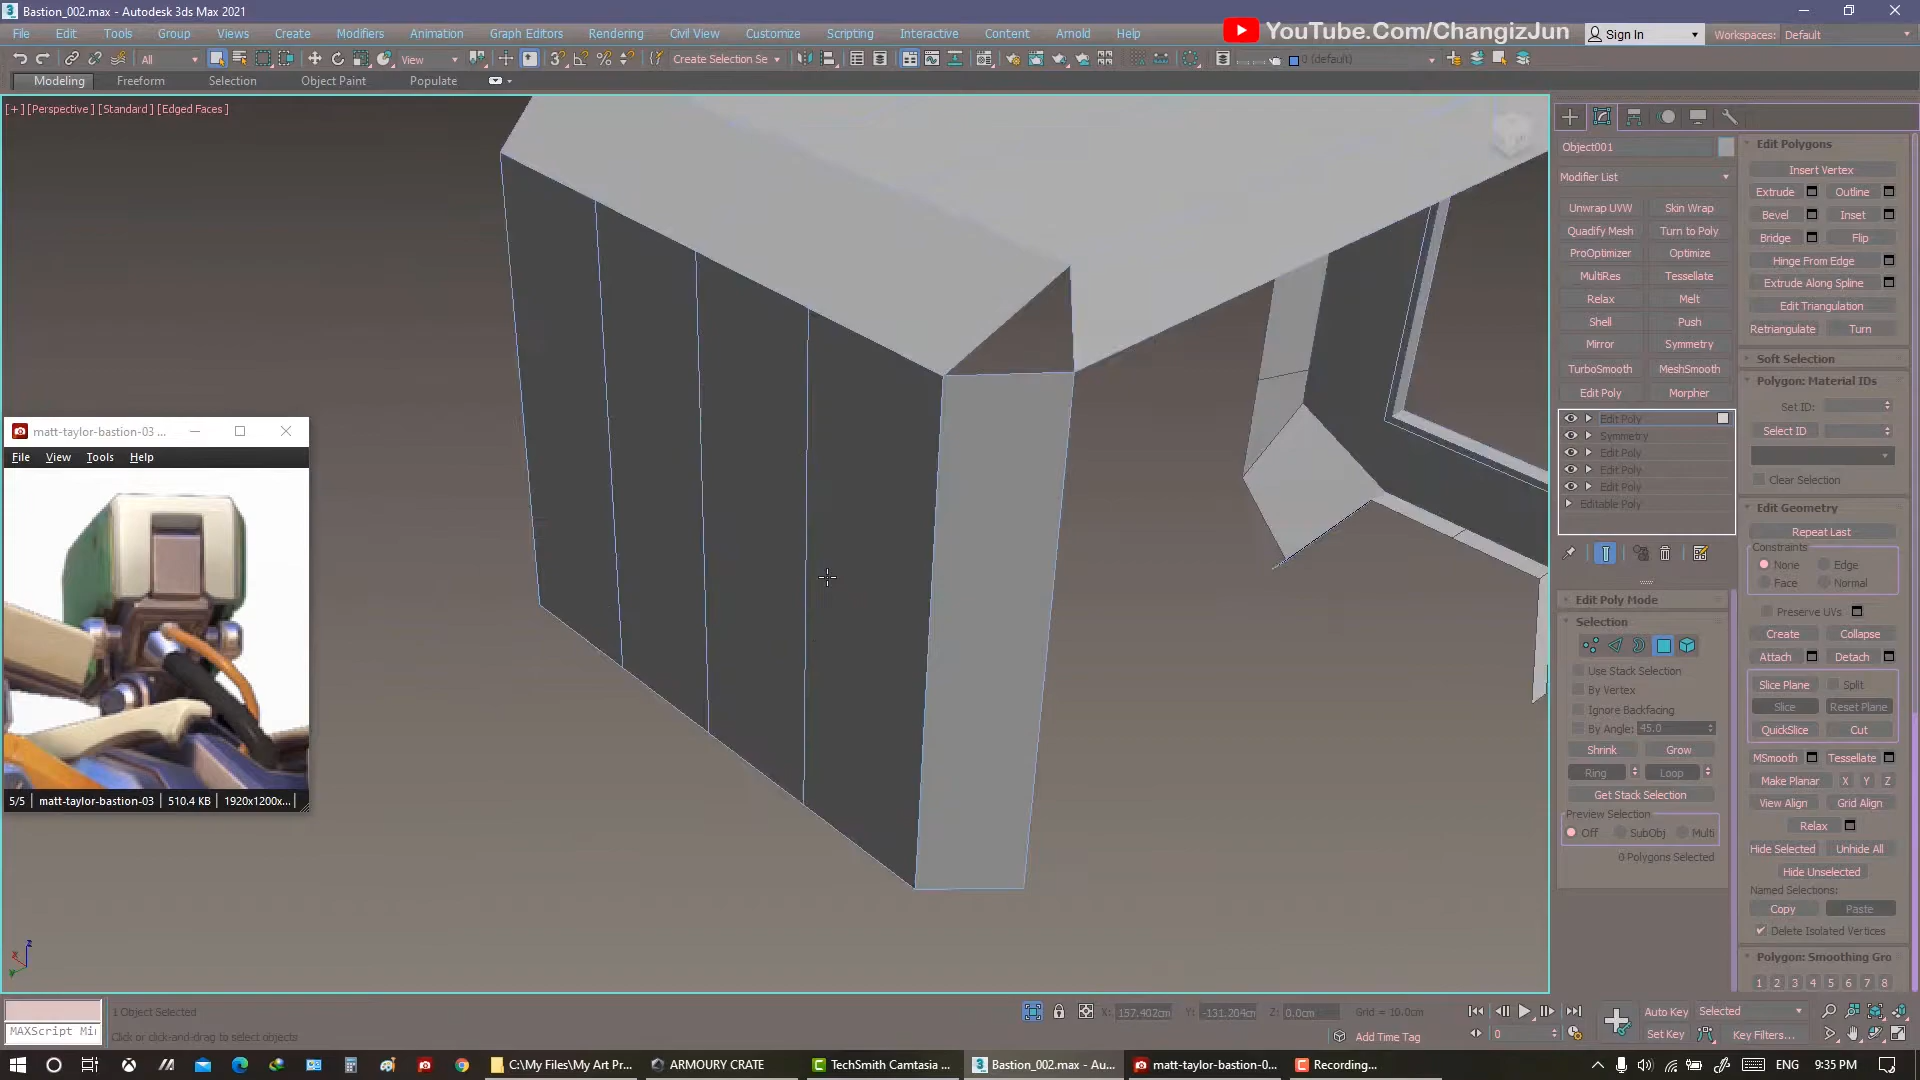 Bastion_002.max - Autodesk 3ds Max 2021
File Edit Tools Group Views Create Modifiers Animation Graph Editors Rendering Civil View Customize Scripting Interactive Content Arnold Help
YouTube.Com/ChangizJun
Sign In
Workspaces: Default
All
View
Create Selection Se
0 (default)
Modeling Freeform Selection Object Paint Populate
[+] [Perspective] [Standard] [Edged Faces]
matt-taylor-bastion-03 ...
File View Tools Help
5/5 matt-taylor-bastion-03 510.4 KB 1920x1200x...
Object001
Modifier List
Unwrap UVW Skin Wrap
Quadify Mesh Turn to Poly
ProOptimizer Optimize
MultiRes Tessellate
Relax Melt
Shell Push
Mirror Symmetry
TurboSmooth MeshSmooth
Edit Poly Morpher
Edit Poly
Symmetry
Edit Poly
Edit Poly
Edit Poly
Editable Poly
Edit Poly Mode
Selection
Use Stack Selection
By Vertex
Ignore Backfacing
By Angle: 45.0
Shrink Grow
Ring Loop
Get Stack Selection
Preview Selection
Off SubObj Multi
0 Polygons Selected
Edit Polygons
Insert Vertex
Extrude Outline
Bevel Inset
Bridge Flip
Hinge From Edge
Extrude Along Spline
Edit Triangulation
Retriangulate Turn
Soft Selection
Polygon: Material IDs
Set ID:
Select ID
Clear Selection
Edit Geometry
Repeat Last
Constraints
None Edge
Face Normal
Preserve UVs
Create Collapse
Attach Detach
Slice Plane Split
Slice Reset Plane
QuickSlice Cut
MSmooth Tessellate
Make Planar X Y Z
View Align Grid Align
Relax
Hide Selected Unhide All
Hide Unselected
Named Selections:
Copy Paste
Delete Isolated Vertices
Polygon: Smoothing Gro
1 2 3 4 5 6 7 8
z
x
y
1 Object Selected
MAXScript Mi
Click or click-and-drag to select objects
X: 157.402cm Y: -131.204cm Z: 0.0cm Grid = 10.0cm
Add Time Tag
0
Auto Key Selected
Set Key Key Filters...
C:\My Files\My Art Pr...
ARMOURY CRATE
TechSmith Camtasia ...
Bastion_002.max - Au...
matt-taylor-bastion-0...
Recording...
ENG
9:35 PM